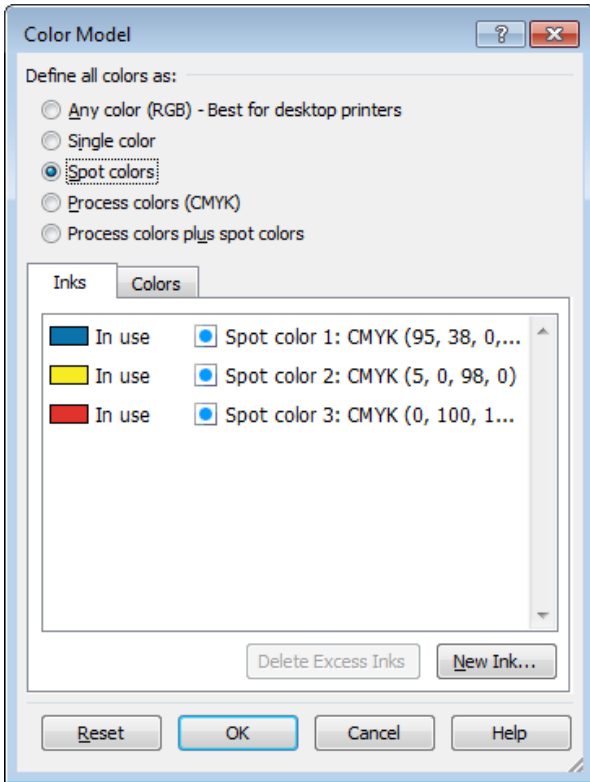 Color Model
Define all colors as:
Any color (RGB) - Best for desktop printers
Single color
Spot colors
Process colors (CMYK)
Process colors plus spot colors
Inks Colors
In use Spot color 1: CMYK (95, 38, 0,...
In use Spot color 2: CMYK (5, 0, 98, 0)
In use Spot color 3: CMYK (0, 100, 1...
Delete Excess Inks New Ink...
Reset OK Cancel Help